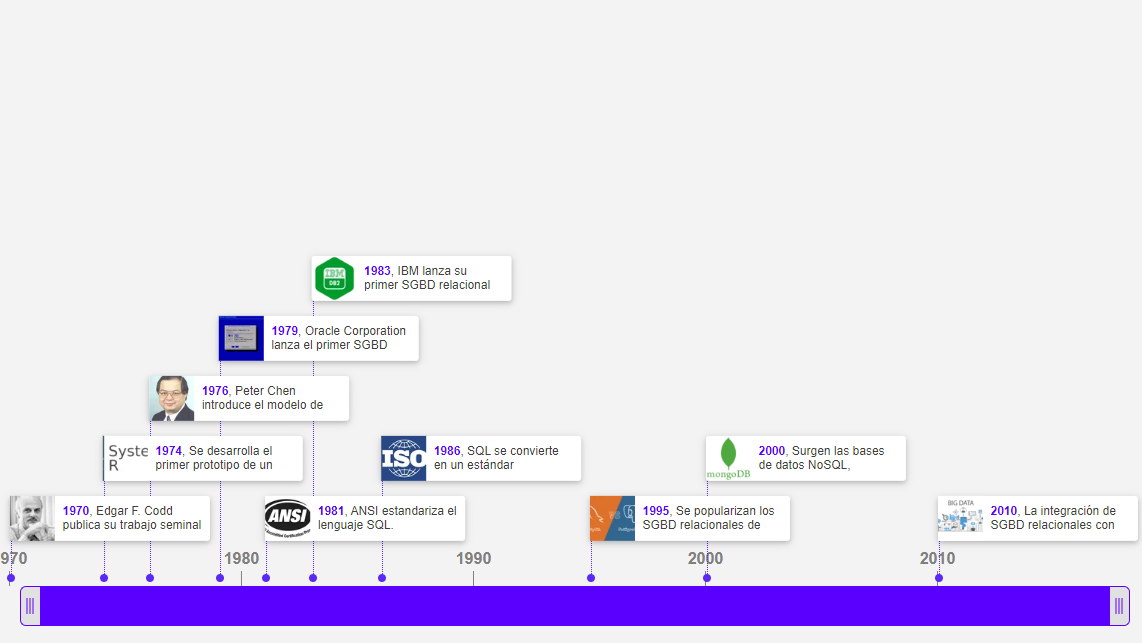 IBM
DB2
1983, IBM lanza su
primer SGBD relacional
1979, Oracle Corporation
lanza el primer SGBD
1976, Peter Chen
introduce el modelo de
Syste
R
1974, Se desarrolla el
primer prototipo de un
ISO
1986, SQL se convierte
en un estándar
mongoDB
2000, Surgen las bases
de datos NoSQL,
1970, Edgar F. Codd
publica su trabajo seminal
ANSI
1981, ANSI estandariza el
lenguaje SQL.
1995, Se popularizan los
SGBD relacionales de
BIG DATA
2010, La integración de
SGBD relacionales con
970
1980
1990
2000
2010